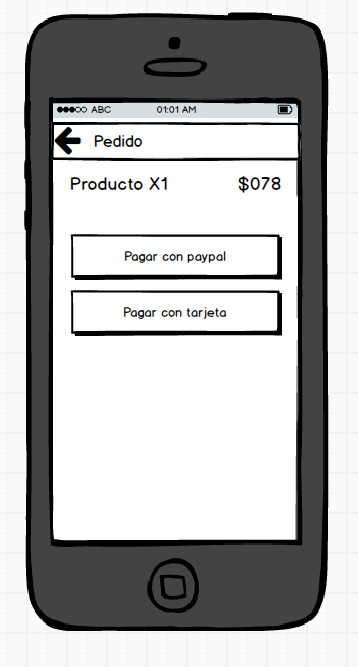 ABC 01:01 AM
Pedido
Producto X1 $078
Pagar con paypal
Pagar con tarjeta